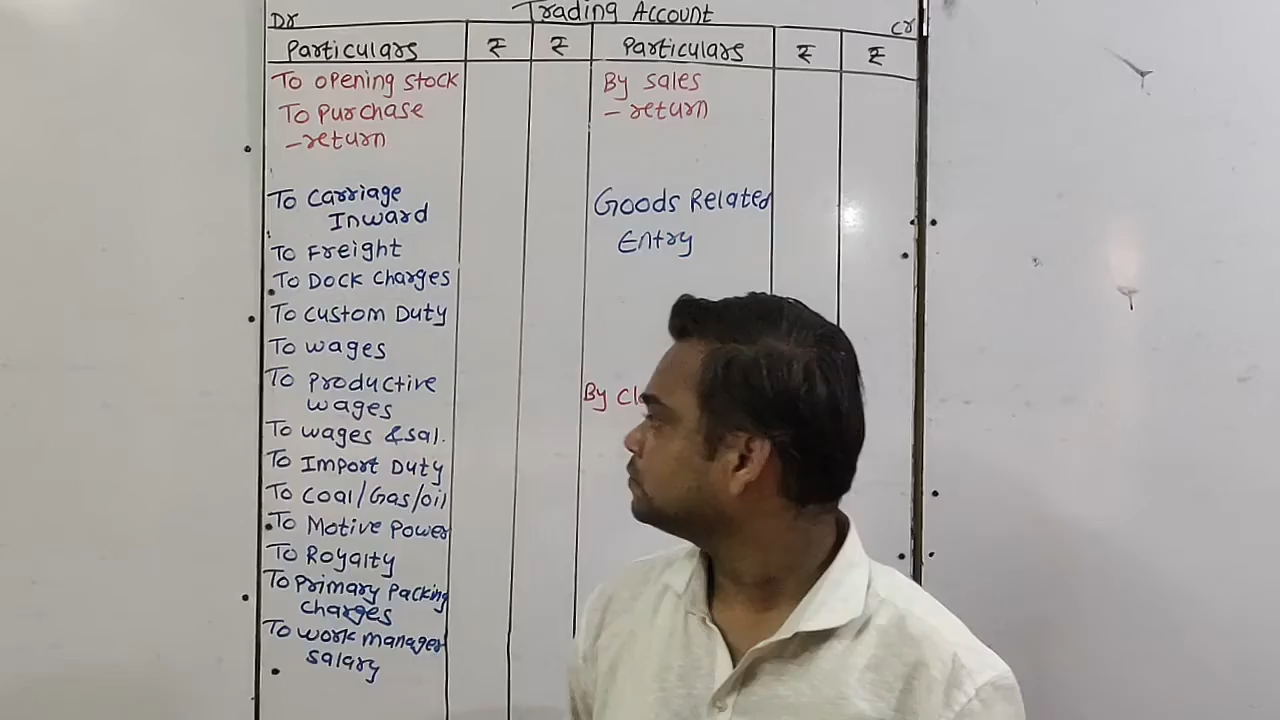 Trading Account
Dr
Cr
Particulars ₹ ₹ Particulars ₹ ₹
To opening stock
To Purchase
- return
To Carriage
Inward
To Freight
To Dock Charges
To Custom Duty
To wages
To Productive
wages
To wages & sal.
To Import Duty
To Coal/Gas/oil
To Motive Power
To Royalty
To Primary Packing
charges
To work manager
salary
By sales
- return
Goods Related
Entry
By